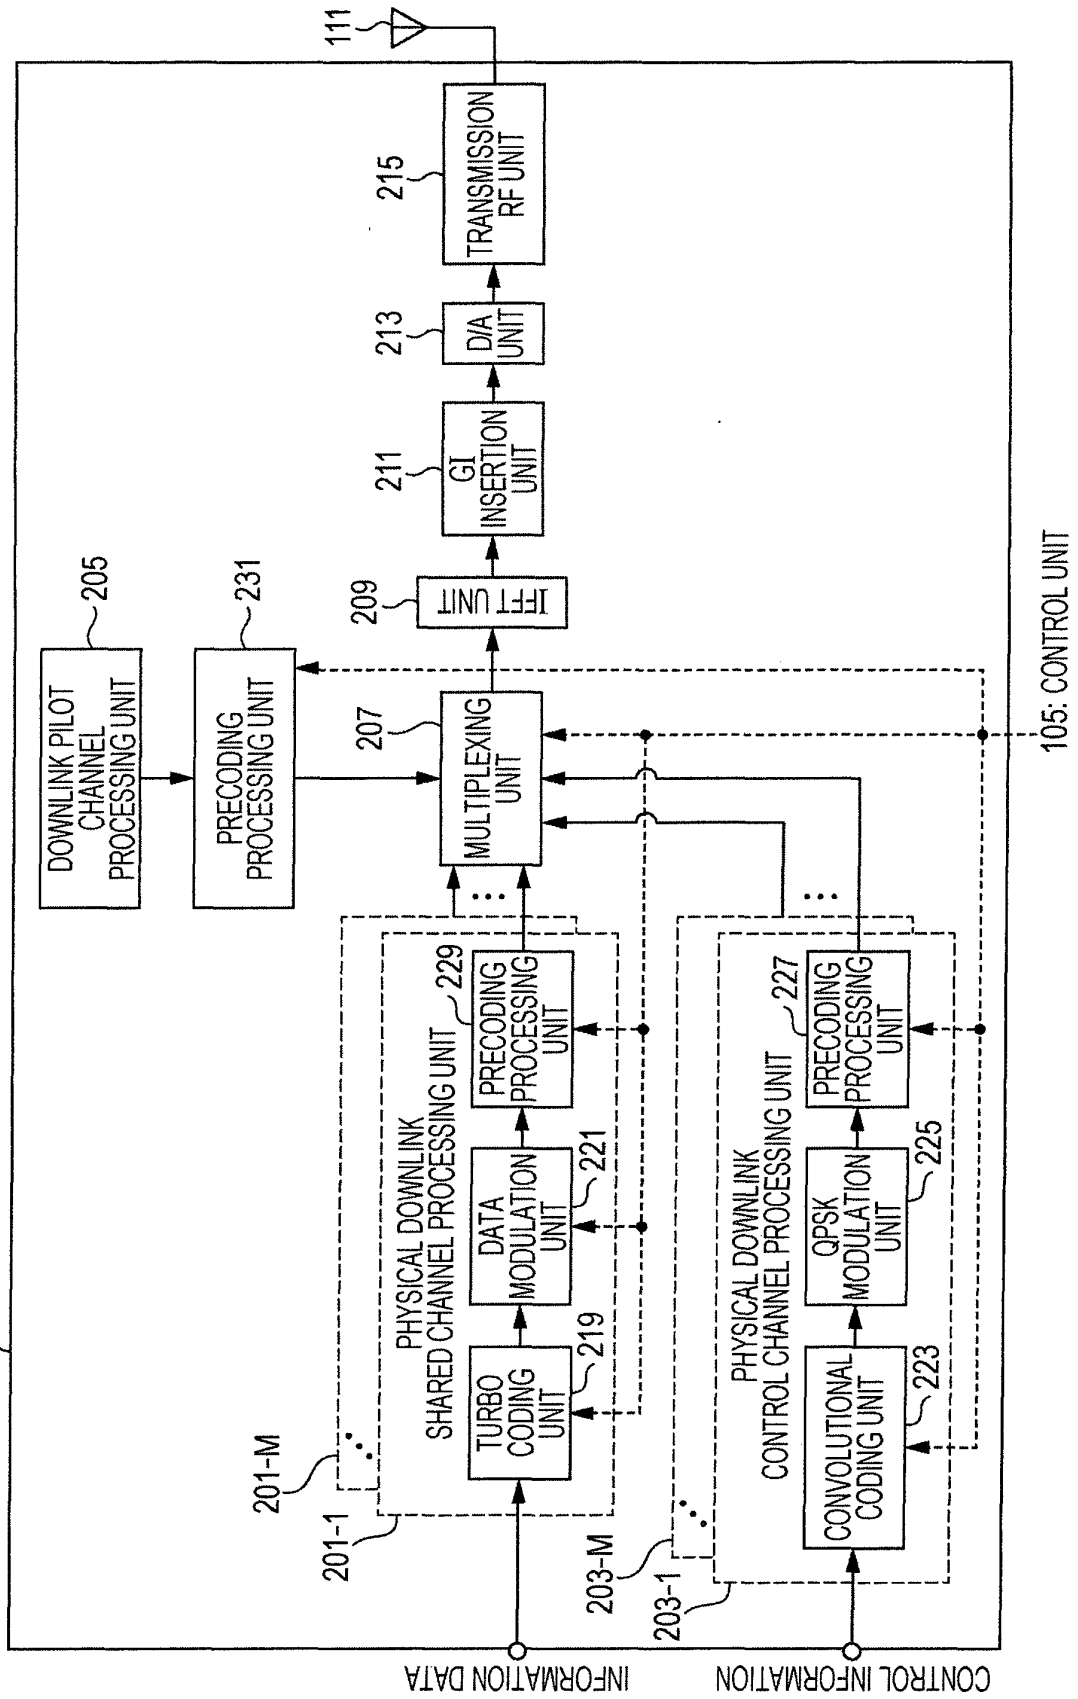 111
TRANSMISSION
RF UNIT
215
D/A
UNIT
213
GI
INSERTION
UNIT
211
IFFT UNIT
209
DOWNLINK PILOT
CHANNEL
PROCESSING UNIT
205
PRECODING
PROCESSING UNIT
231
MULTIPLEXING
UNIT
207
105: CONTROL UNIT
201-M
201-1
PHYSICAL DOWNLINK
SHARED CHANNEL PROCESSING UNIT
TURBO
CODING
UNIT
219
DATA
MODULATION
UNIT
221
PRECODING
PROCESSING
UNIT
229
INFORMATION DATA
203-M
203-1
PHYSICAL DOWNLINK
CONTROL CHANNEL PROCESSING UNIT
CONVOLUTIONAL
CODING UNIT
223
QPSK
MODULATION
UNIT
225
PRECODING
PROCESSING
UNIT
227
CONTROL INFORMATION